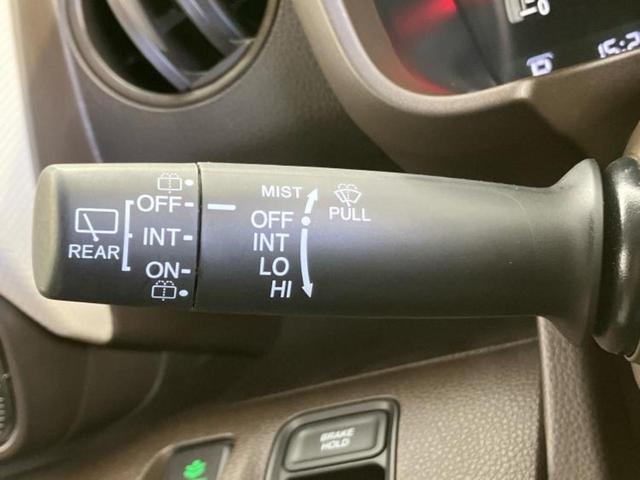 MIST
OFF
OFF
PULL
INT
INT
REAR
LO
ON
HI
BRAKE
HOLD